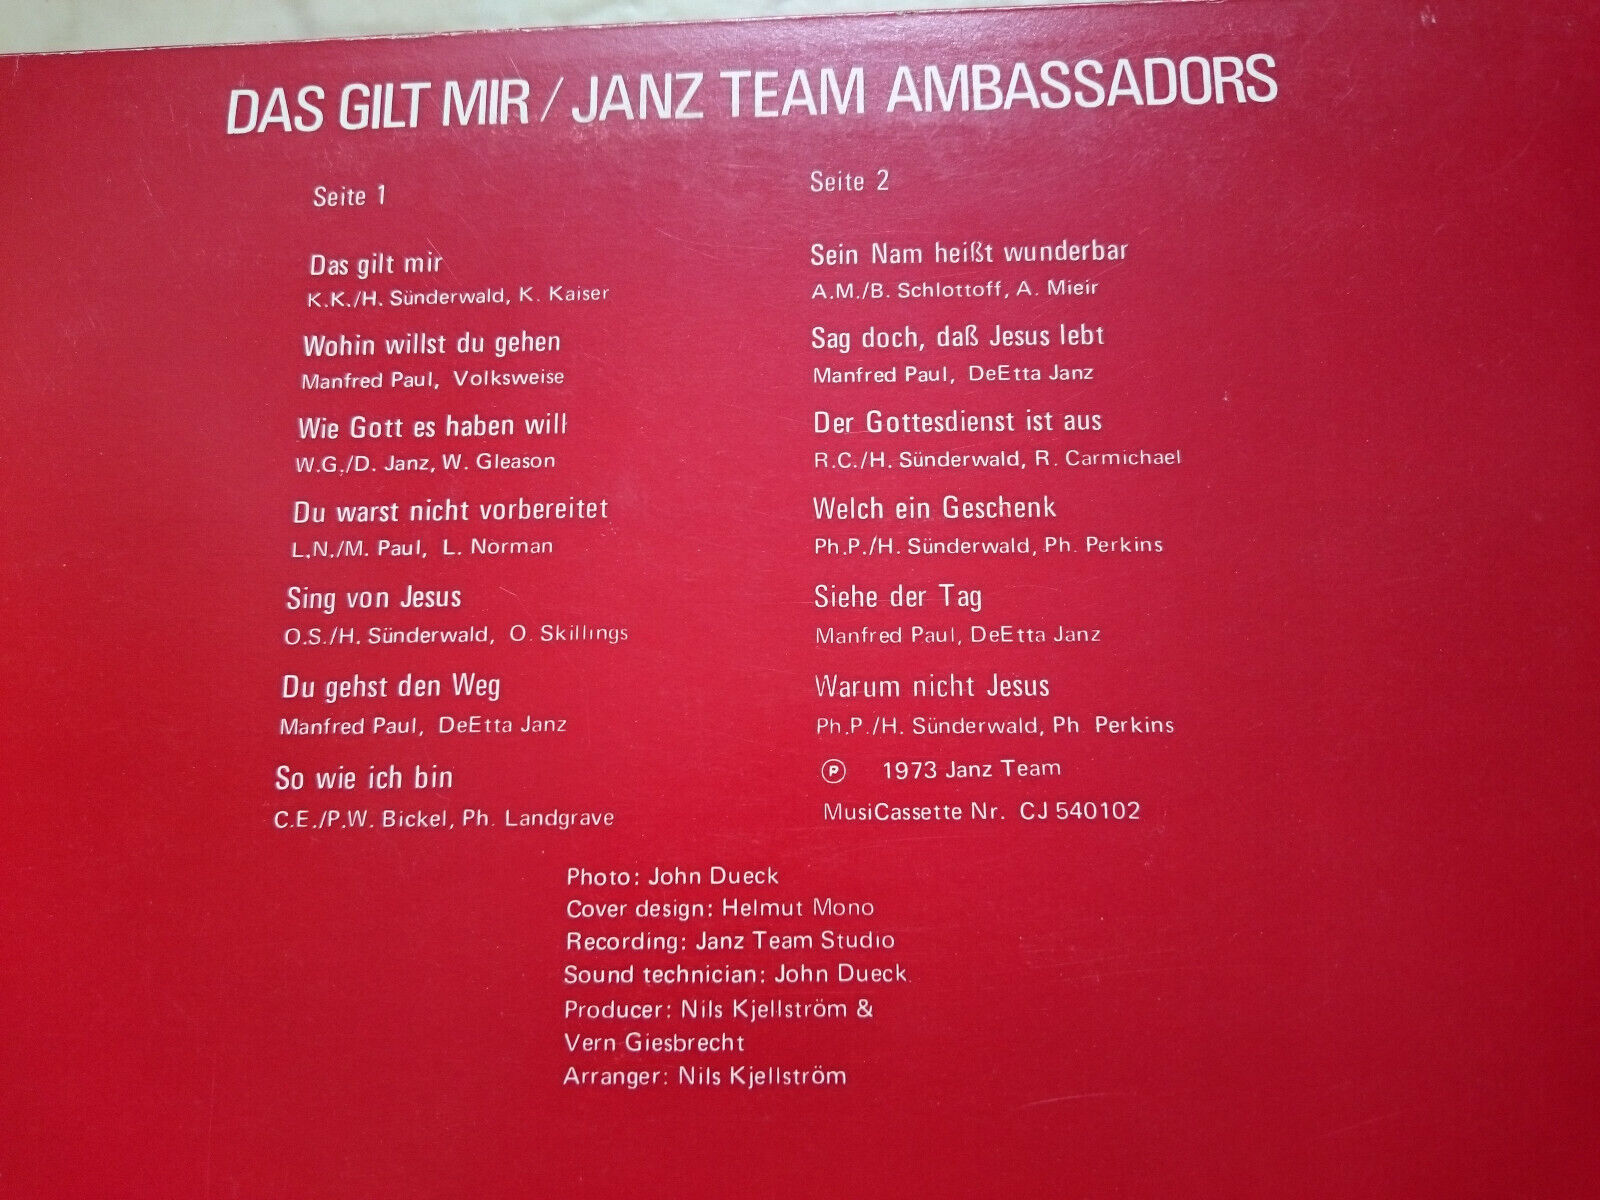 DAS GILT MIR / JANZ TEAM AMBASSADORS
Seite 1
Das gilt mir
K.K./H. Sünderwald, K. Kaiser
Wohin willst du gehen
Manfred Paul, Volksweise
Wie Gott es haben will
W.G./D. Janz, W. Gleason
Du warst nicht vorbereitet
L.N./M. Paul, L. Norman
Sing von Jesus
O.S./H. Sünderwald, O. Skillings
Du gehst den Weg
Manfred Paul, DeEtta Janz
So wie ich bin
C.E./P.W. Bickel, Ph. Landgrave
Seite 2
Sein Nam heißt wunderbar
A.M./B. Schlottoff, A. Mieir
Sag doch, daß Jesus lebt
Manfred Paul, DeEtta Janz
Der Gottesdienst ist aus
R.C./H. Sünderwald, R. Carmichael
Welch ein Geschenk
Ph.P./H. Sünderwald, Ph. Perkins
Siehe der Tag
Manfred Paul, DeEtta Janz
Warum nicht Jesus
Ph.P./H. Sünderwald, Ph. Perkins
℗ 1973 Janz Team
MusiCassette Nr. CJ 540102
Photo: John Dueck
Cover design: Helmut Mono
Recording: Janz Team Studio
Sound technician: John Dueck
Producer: Nils Kjellström &
Vern Giesbrecht
Arranger: Nils Kjellström